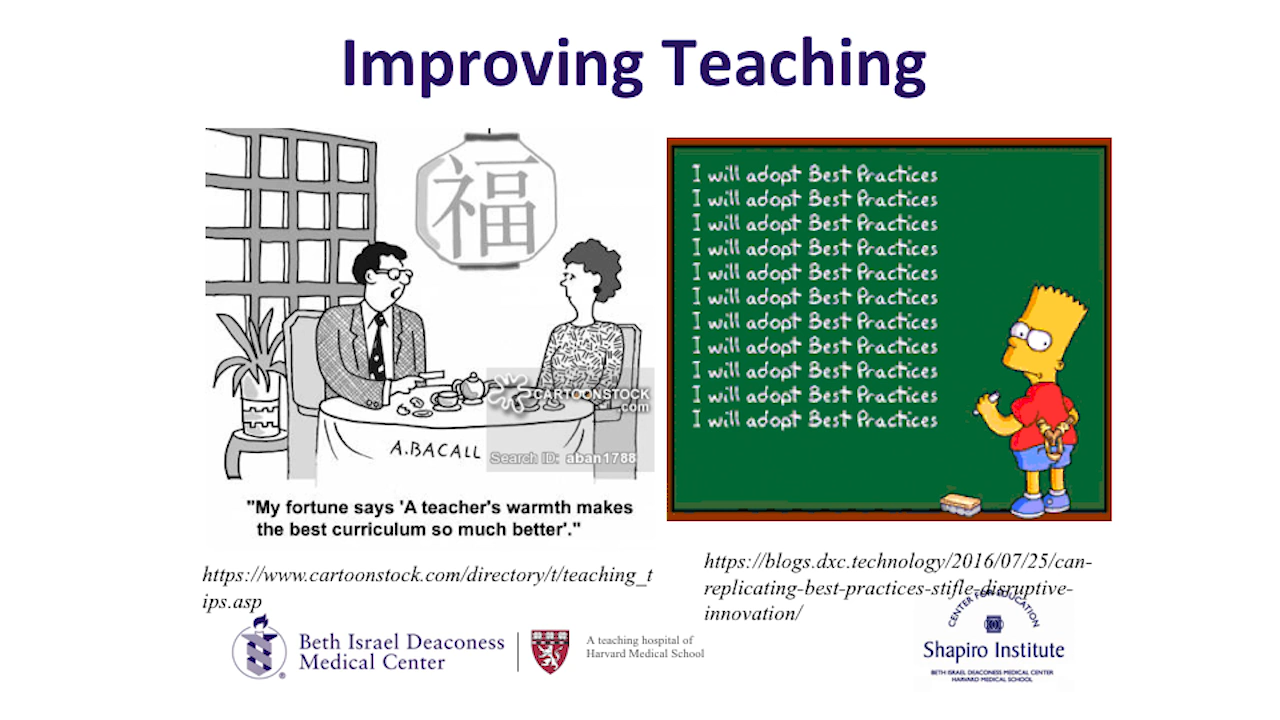 Improving Teaching
福
A.BACALL
CARTOONSTOCK
.com
Search ID: aban1788
"My fortune says 'A teacher's warmth makes
the best curriculum so much better'."
https://www.cartoonstock.com/directory/t/teaching_t
ips.asp
I will adopt Best Practices
I will adopt Best Practices
I will adopt Best Practices
I will adopt Best Practices
I will adopt Best Practices
I will adopt Best Practices
I will adopt Best Practices
I will adopt Best Practices
I will adopt Best Practices
I will adopt Best Practices
I will adopt Best Practices
https://blogs.dxc.technology/2016/07/25/can-
replicating-best-practices-stifle-disruptive-
innovation/
Beth Israel Deaconess
Medical Center
®
A teaching hospital of
Harvard Medical School
CENTER FOR EDUCATION
Shapiro Institute
BETH ISRAEL DEACONESS MEDICAL CENTER
HARVARD MEDICAL SCHOOL